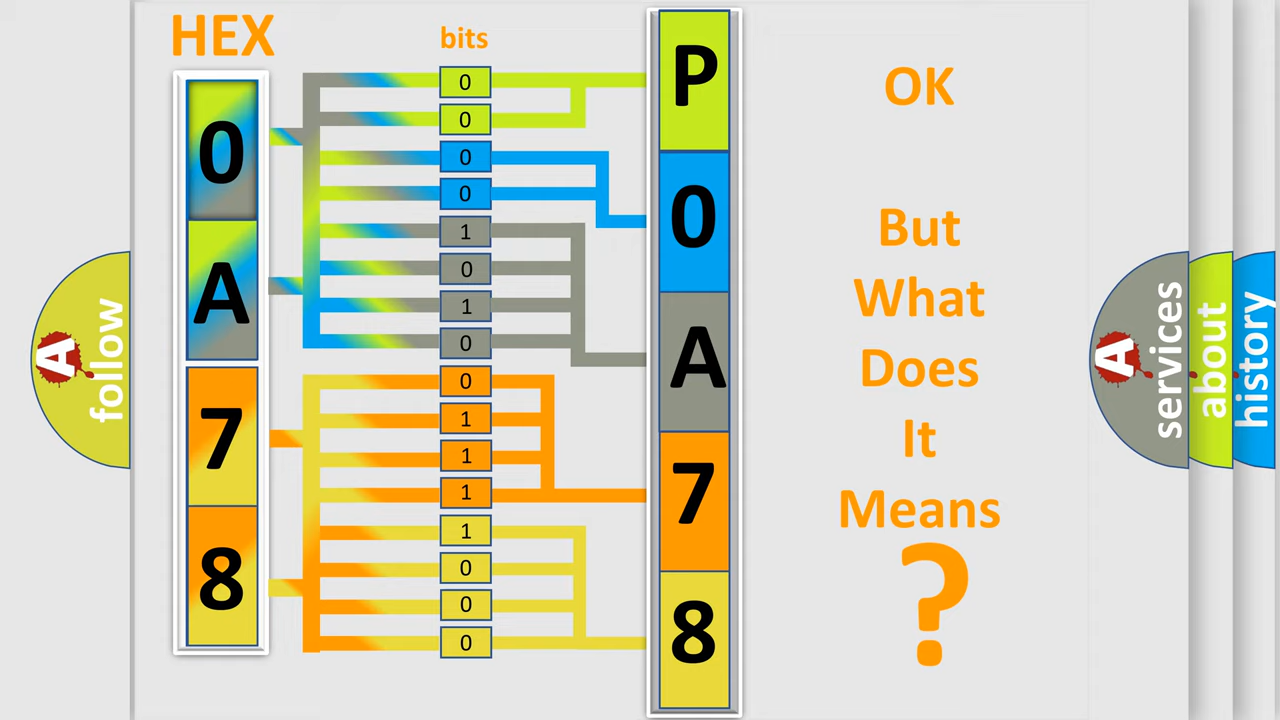 HEX
bits
0
A
7
8
0
0
0
0
1
0
1
0
0
1
1
1
1
0
0
0
P
0
A
7
8
OK
But
What
Does
It
Means
?
A
follow
A
services
about
history